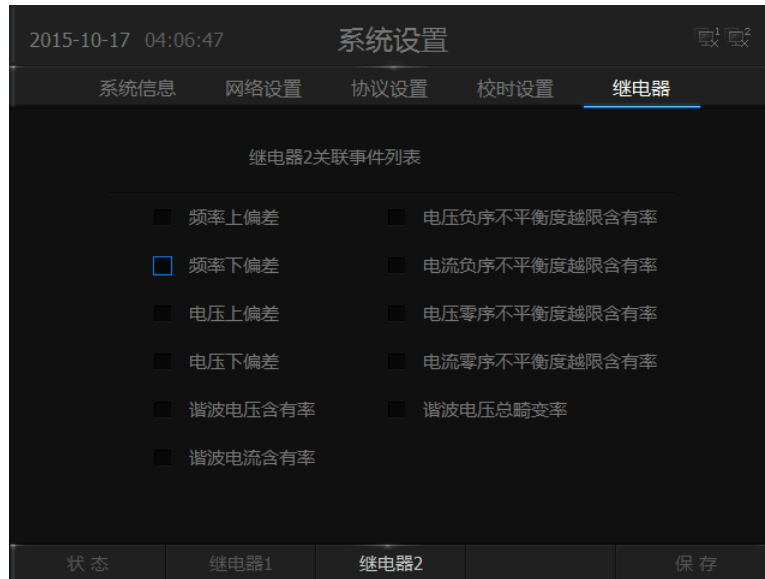 2015-10-17 04:06:47 系统设置 1 2
系统信息 网络设置 协议设置 校时设置 继电器
继电器2关联事件列表
频率上偏差 电压负序不平衡度越限含有率
频率下偏差 电流负序不平衡度越限含有率
电压上偏差 电压零序不平衡度越限含有率
电压下偏差 电流零序不平衡度越限含有率
谐波电压含有率 谐波电压总畸变率
谐波电流含有率
状态 继电器1 继电器2 保存